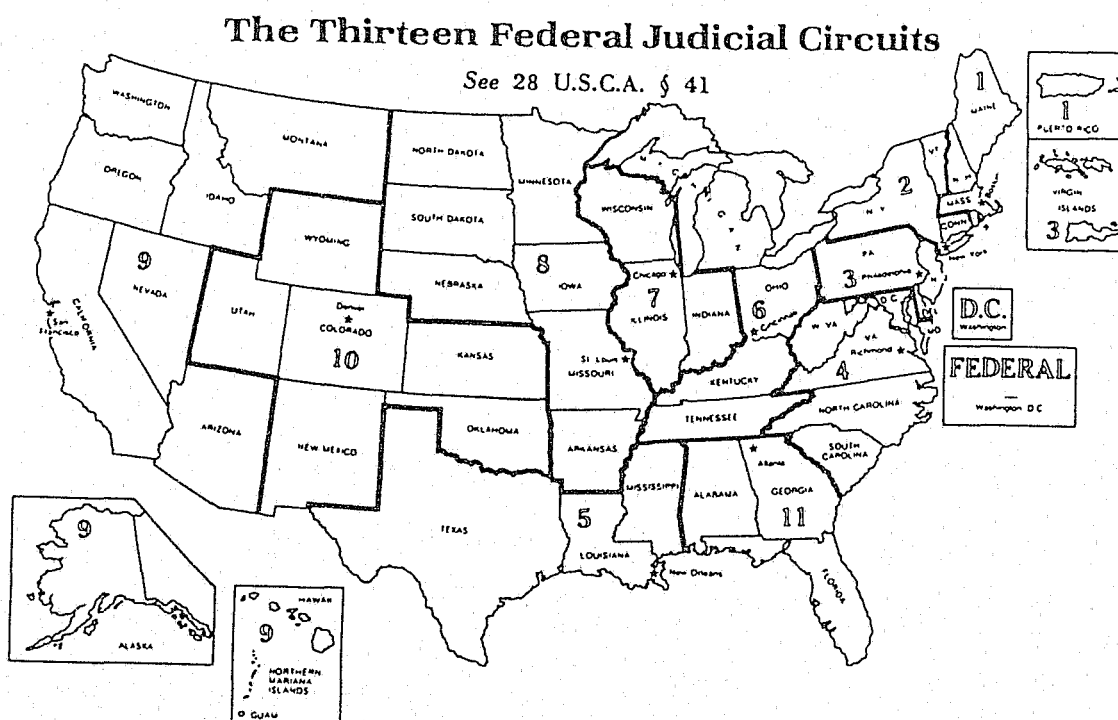 The Thirteen Federal Judicial Circuits
See 28 U.S.C.A. § 41
WASHINGTON
MONTANA
NORTH DAKOTA
MINNESOTA
MICHIGAN
1
MAINE
1
PUERTO RICO
OREGON
IDAHO
SOUTH DAKOTA
WISCONSIN
VT
N H
2
N Y
MASS
Boston
CONN
R I
New York
VIRGIN
ISLANDS
3
WYOMING
9
NEVADA
NEBRASKA
8
IOWA
Chicago
7
ILLINOIS
INDIANA
OHIO
6
Cincinnati
PA
3
Philadelphia
N J
D C
DEL
MD
D.C.
Washington
CALIFORNIA
San
Francisco
UTAH
Denver
COLORADO
10
KANSAS
St Louis
MISSOURI
KENTUCKY
W VA
VA
Richmond
4
FEDERAL
Washington D C
ARIZONA
NEW MEXICO
OKLAHOMA
ARKANSAS
TENNESSEE
NORTH CAROLINA
SOUTH
CAROLINA
Atlanta
GEORGIA
11
ALABAMA
MISSISSIPPI
TEXAS
5
LOUISIANA
New Orleans
FLORIDA
9
ALASKA
HAWAII
9
NORTHERN
MARIANA
ISLANDS
GUAM